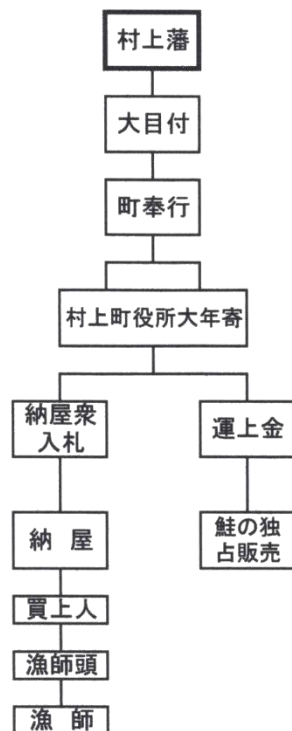 村上藩
大目付
町奉行
村上町役所大年寄
納屋衆
入札
運上金
納 屋
鮭の独
占販売
買上人
漁師頭
漁 師